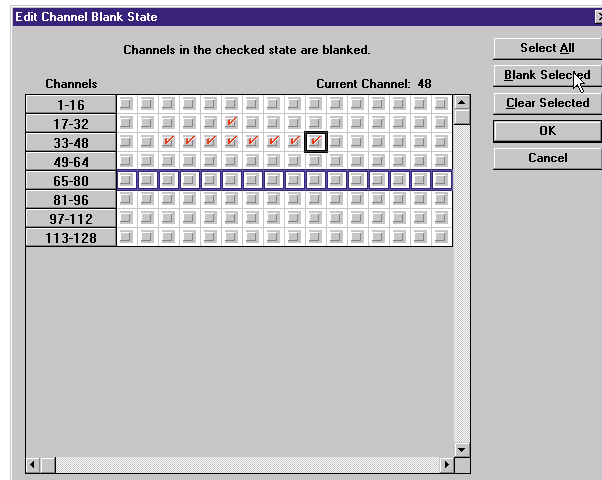 Edit Channel Blank State
Channels in the checked state are blanked.
Channels
Current Channel: 48
1-16
17-32
33-48
49-64
65-80
81-96
97-112
113-128
Select All
Blank Selected
Clear Selected
OK
Cancel